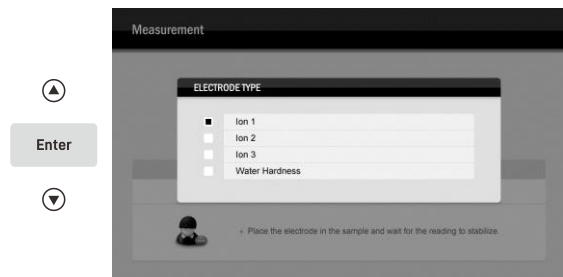 Measurement
ELECTRODE TYPE
Ion 1
Ion 2
Enter
Ion 3
Water Hardness
Place the electrode in the sample and wait for the reading to stabilize.